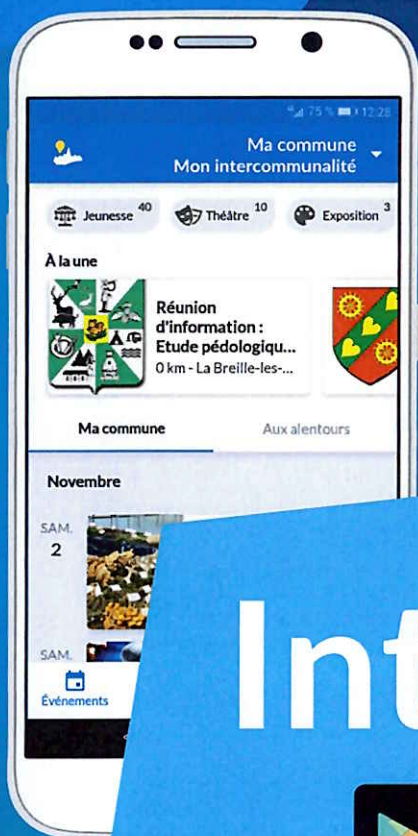 75 % 12:28
Ma commune
Mon intercommunalité
Jeunesse 40
Théâtre 10
Exposition 3
À la une
Réunion
d'information :
Etude pédologiqu...
0 km - La Breille-les-...
Ma commune
Aux alentours
Novembre
SAM.
2
SAM.
Événements
Int